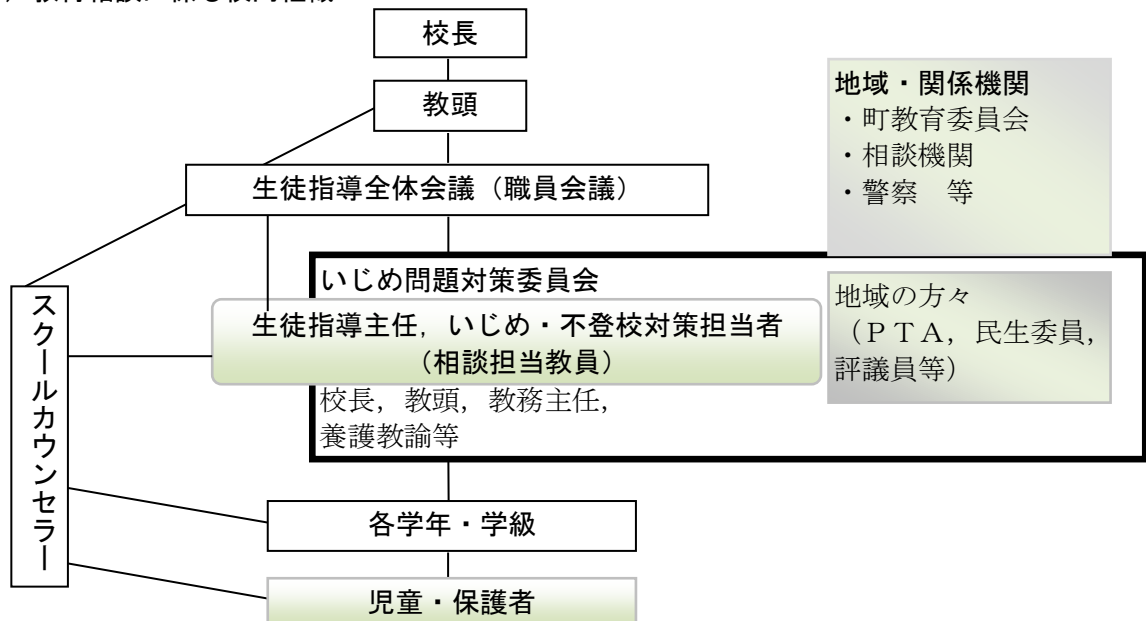 校長
教頭
生徒指導全体会議（職員会議）
地域・関係機関
・町教育委員会
・相談機関
・警察　等
いじめ問題対策委員会
生徒指導主任，いじめ・不登校対策担当者
（相談担当教員）
校長，教頭，教務主任，
養護教諭等
地域の方々
（ＰＴＡ，民生委員，
評議員等）
スクールカウンセラー
各学年・学級
児童・保護者